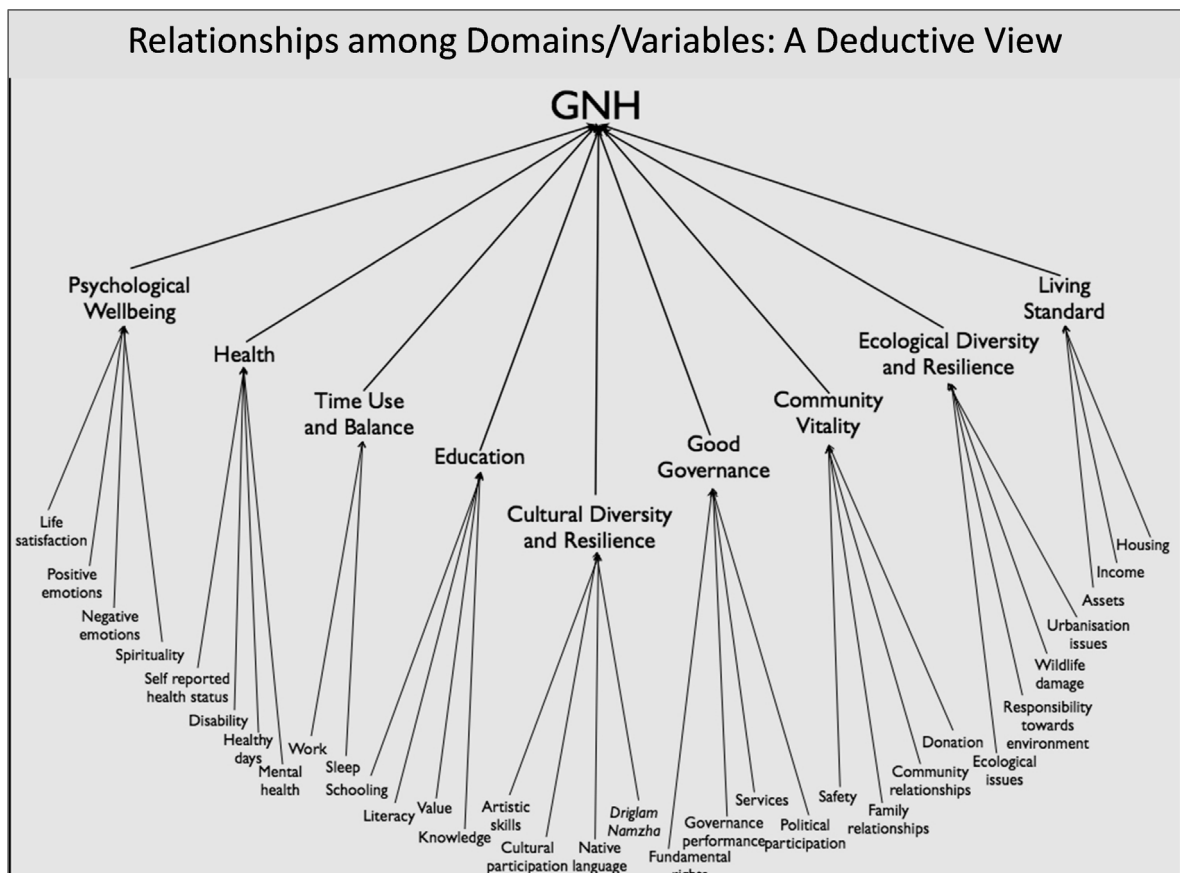 Relationships among Domains/Variables: A Deductive View
GNH
Psychological
Wellbeing
Health
Time Use
and Balance
Education
Cultural Diversity
and Resilience
Good
Governance
Community
Vitality
Ecological Diversity
and Resilience
Living
Standard
Life
satisfaction
Positive
emotions
Negative
emotions
Spirituality
Self reported
health status
Disability
Healthy
days
Mental
health
Work
Sleep
Schooling
Literacy
Value
Knowledge
Artistic
skills
Cultural
participation
Native
language
Driglam
Namzha
Fundamental
Governance
performance
Services
Political
participation
Safety
Family
relationships
Community
relationships
Donation
Ecological
issues
Responsibility
towards
environment
Wildlife
damage
Urbanisation
issues
Assets
Income
Housing